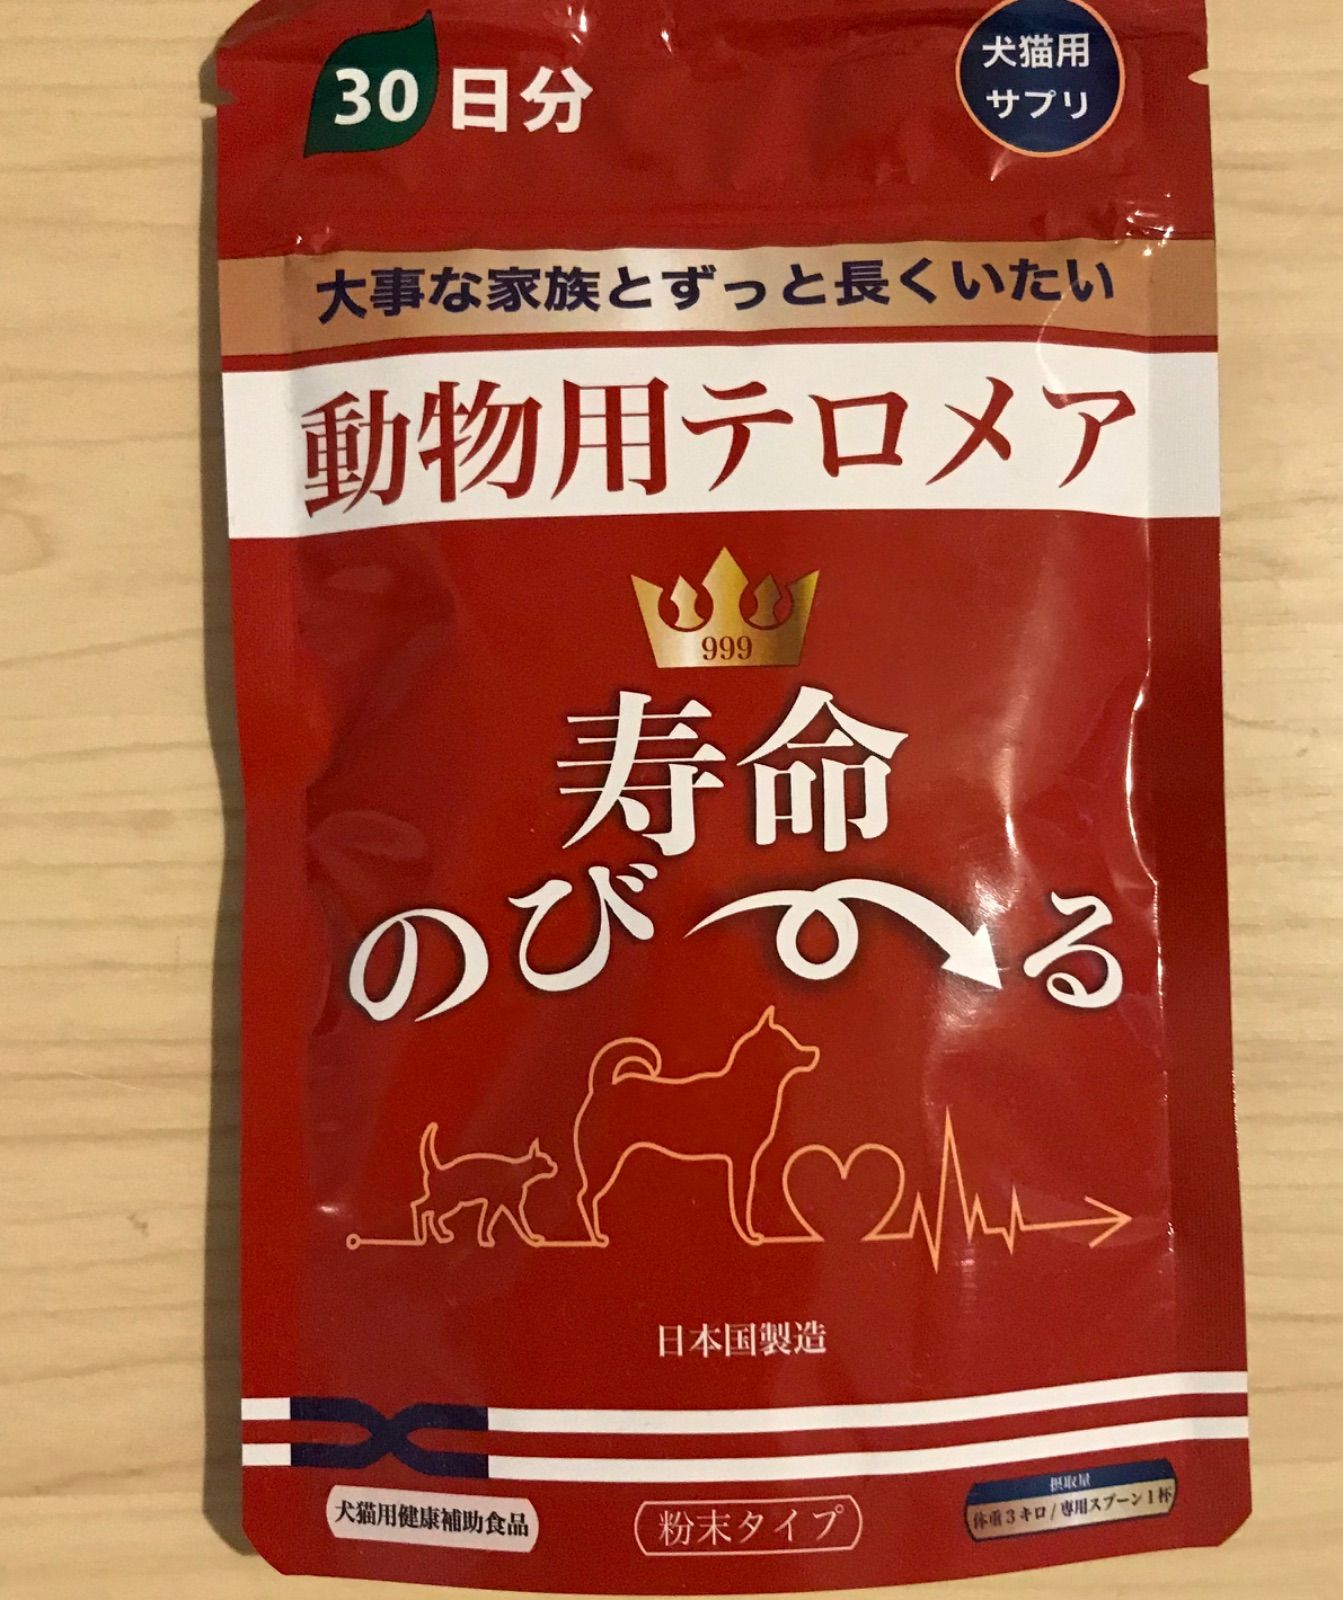 30日分
犬猫用
サプリ
大事な家族とずっと長くいたい
動物用テロメア
999
寿命
のび〜る
日本国製造
犬猫用健康補助食品
粉末タイプ
摂取量
体重3キロ/専用スプーン1杯